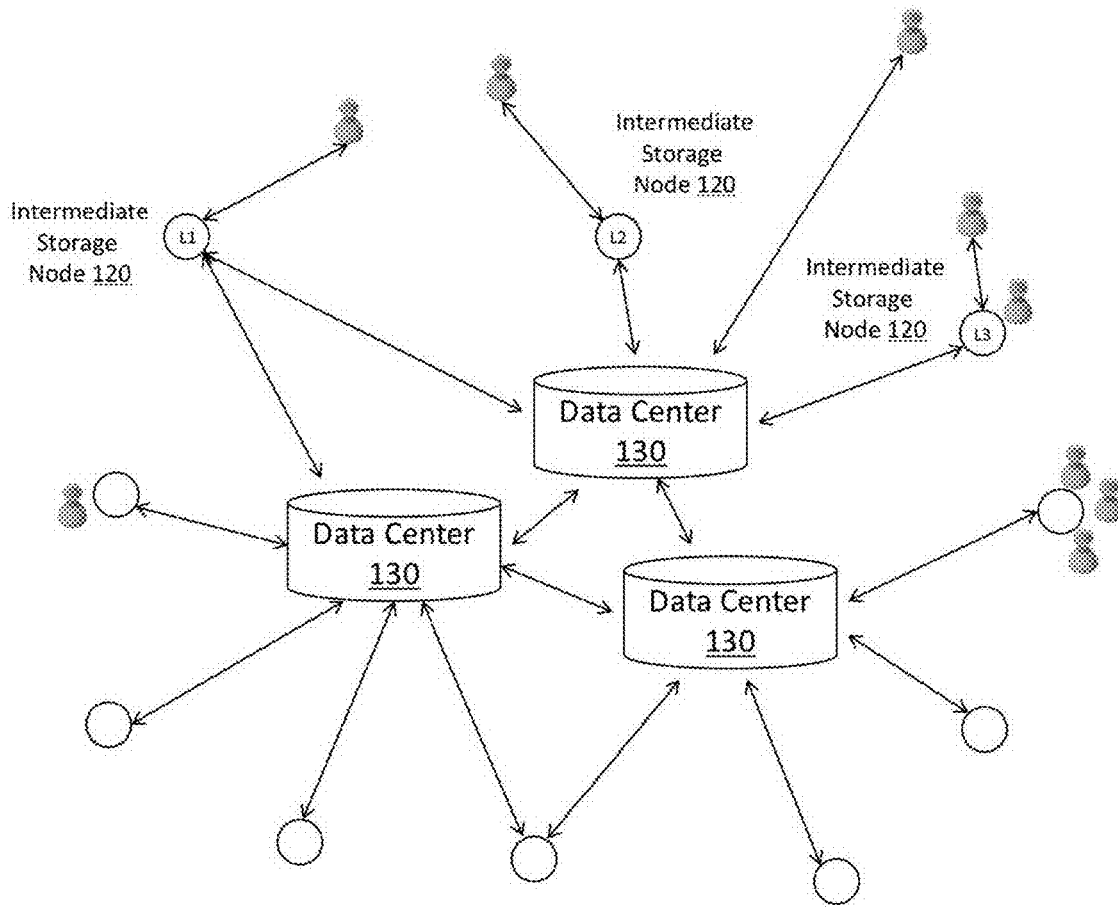 Intermediate
Storage
Node 120
L1
Intermediate
Storage
Node 120
L2
Intermediate
Storage
Node 120
L3
Data Center
130
Data Center
130
Data Center
130